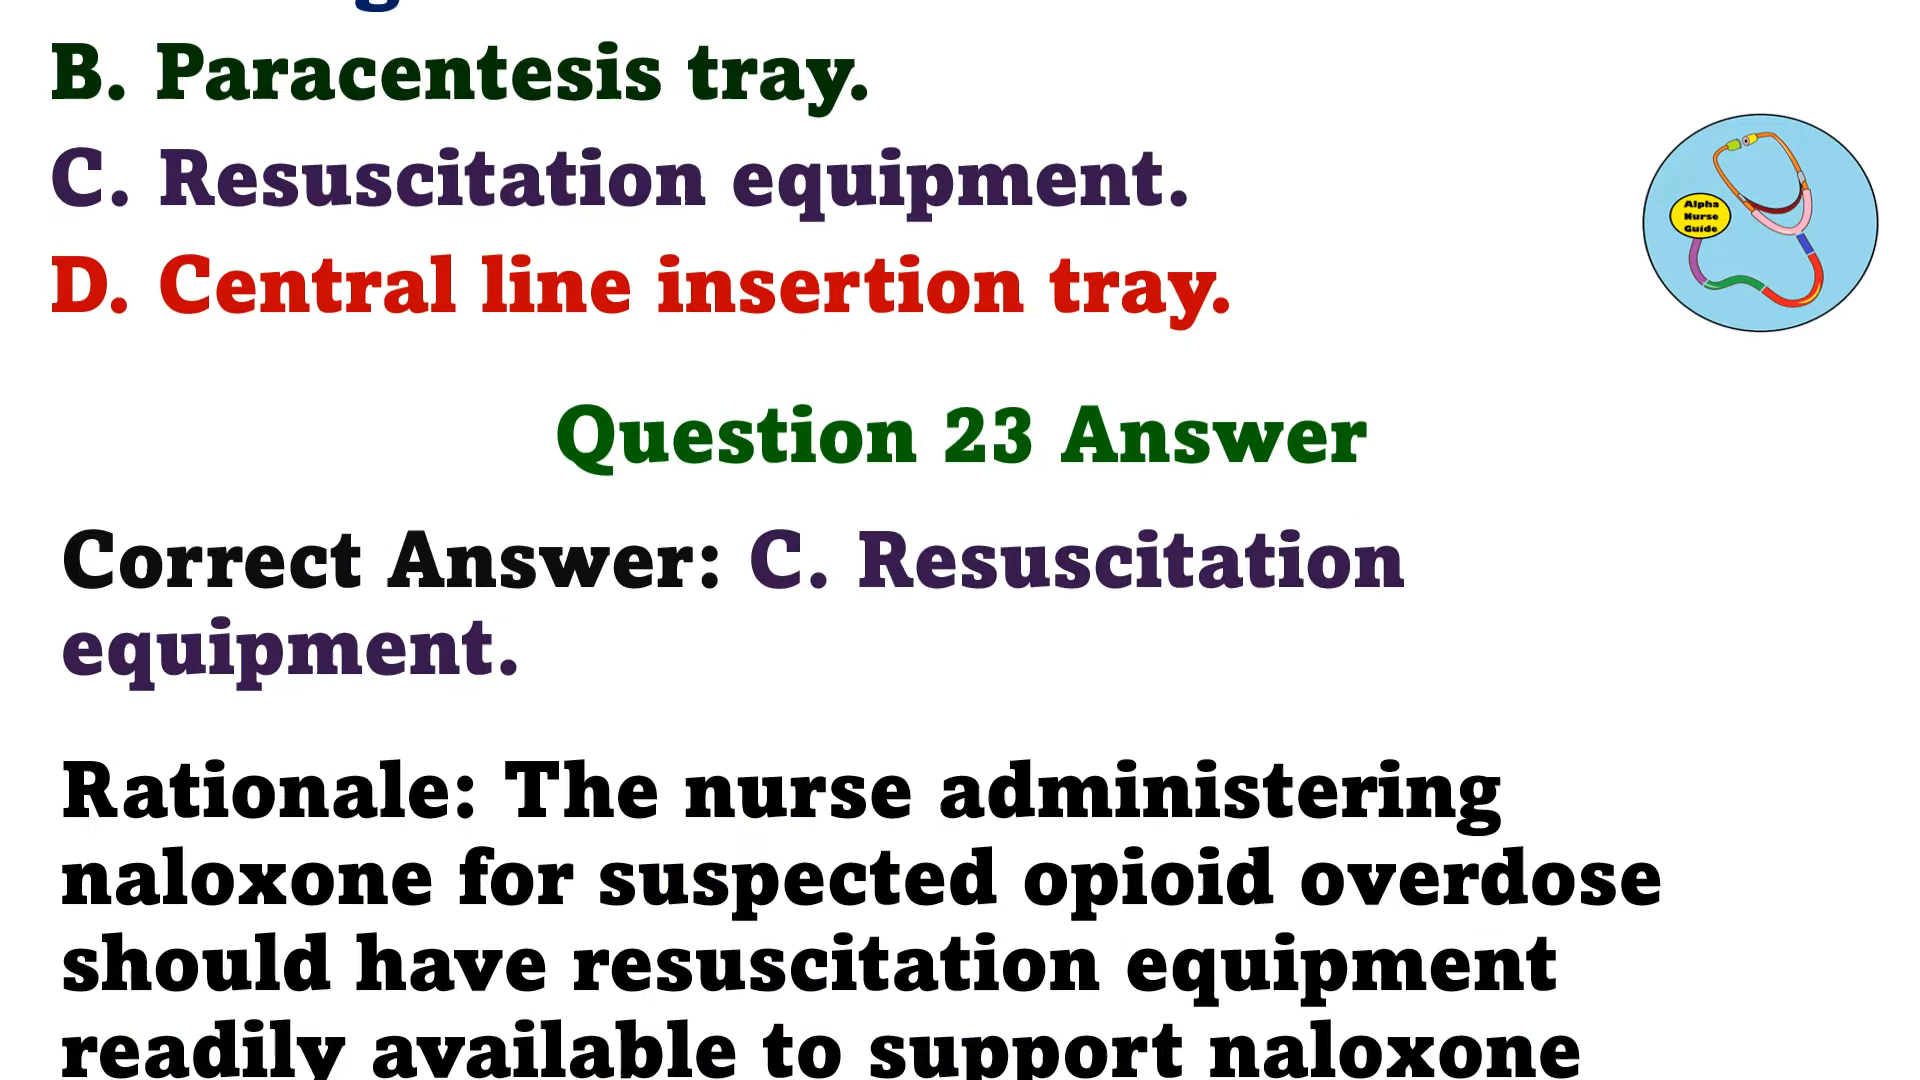 B. Paracentesis tray.
C. Resuscitation equipment.
D. Central line insertion tray.
Alpha
Nurse
Guide
Question 23 Answer
Correct Answer: C. Resuscitation
equipment.
Rationale: The nurse administering
naloxone for suspected opioid overdose
should have resuscitation equipment
readily available to support naloxone